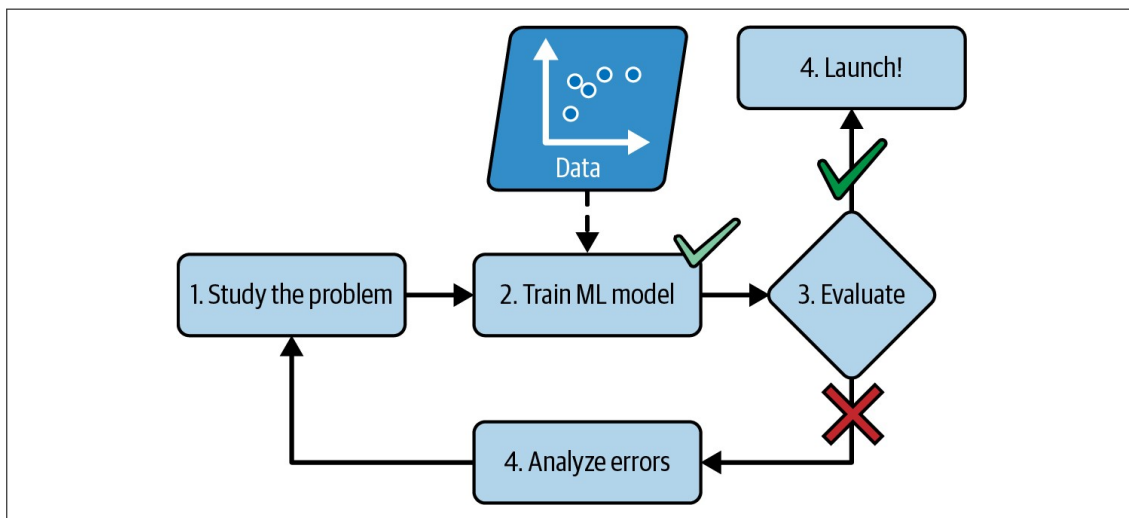 4. Launch!
Data
1. Study the problem
2. Train ML model
3. Evaluate
4. Analyze errors